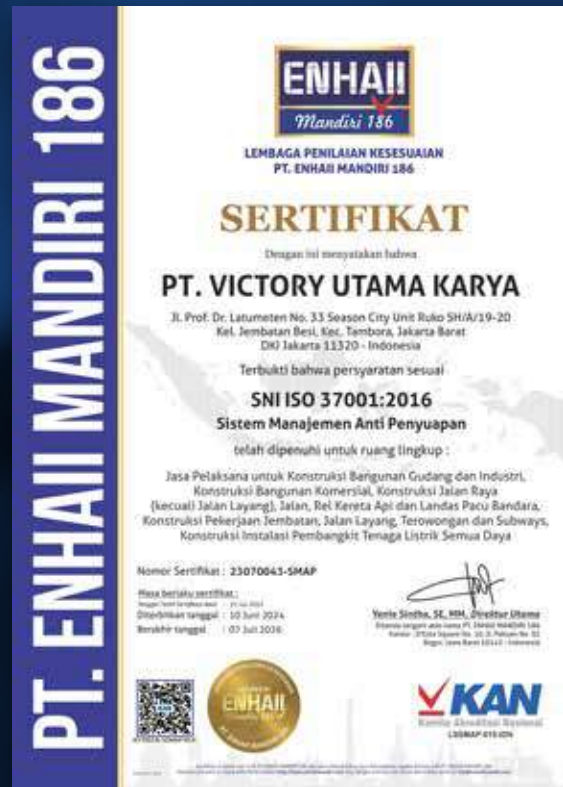 PT. ENHAII MANDIRI 186
ENHAII
Mandiri 186
LEMBAGA PENILAIAN KESESUAIAN
PT. ENHAII MANDIRI 186
SERTIFIKAT
Dengan ini menyatakan bahwa
PT. VICTORY UTAMA KARYA
Jl. Prof. Dr. Latumeten No. 33 Season City Unit Ruko SH/A/19-20
Kel. Jembatan Besi, Kec. Tambora, Jakarta Barat
DKI Jakarta 11320 - Indonesia
Terbukti bahwa persyaratan sesuai
SNI ISO 37001:2016
Sistem Manajemen Anti Penyuapan
telah dipenuhi untuk ruang lingkup :
Jasa Pelaksana untuk Konstruksi Bangunan Gudang dan Industri,
Konstruksi Bangunan Komersial, Konstruksi Jalan Raya
(kecuali Jalan Layang), Jalan, Rel Kereta Api dan Landas Pacu Bandara,
Konstruksi Pekerjaan Jembatan, Jalan Layang, Terowongan dan Subways,
Konstruksi Instalasi Pembangkit Tenaga Listrik Semua Daya
Nomor Sertifikat : 23070043-SMAP
Masa berlaku sertifikat :
Diterbitkan tanggal : 10 Juni 2024
Berakhir tanggal : 07 Juli 2026
SE, MM, Direktur Utama
ENHAII
KAN
Komite Akreditasi Nasional